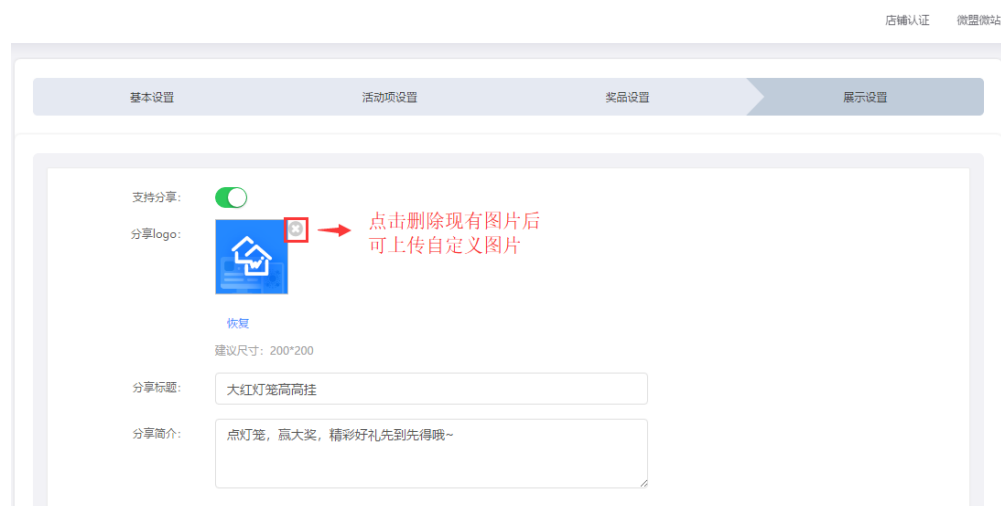 店铺认证 微盟微站
基本设置 活动项设置 奖品设置 展示设置
支持分享:
分享logo:
点击删除现有图片后
可上传自定义图片
恢复
建议尺寸：200*200
分享标题:
大红灯笼高高挂
分享简介:
点灯笼，赢大奖，精彩好礼先到先得哦~